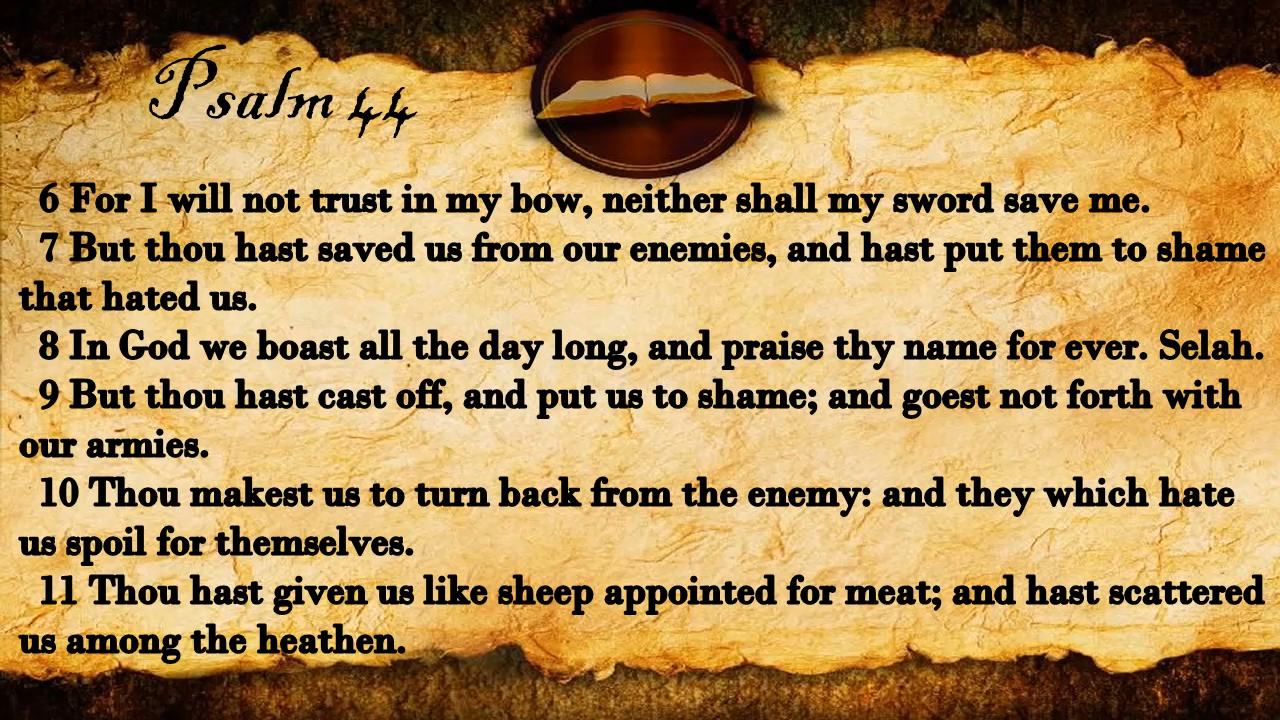 Psalm 44
6 For I will not trust in my bow, neither shall my sword save me.
7 But thou hast saved us from our enemies, and hast put them to shame
that hated us.
8 In God we boast all the day long, and praise thy name for ever. Selah.
9 But thou hast cast off, and put us to shame; and goest not forth with
our armies.
10 Thou makest us to turn back from the enemy: and they which hate
us spoil for themselves.
11 Thou hast given us like sheep appointed for meat; and hast scattered
us among the heathen.